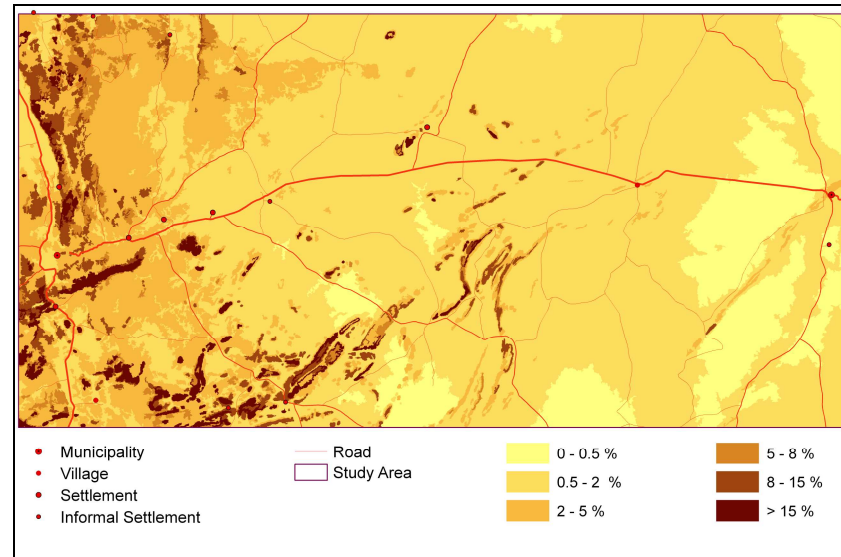 Municipality
Village
Settlement
Informal Settlement
Road
Study Area
0 - 0.5 %
0.5 - 2 %
2 - 5 %
5 - 8 %
8 - 15 %
> 15 %